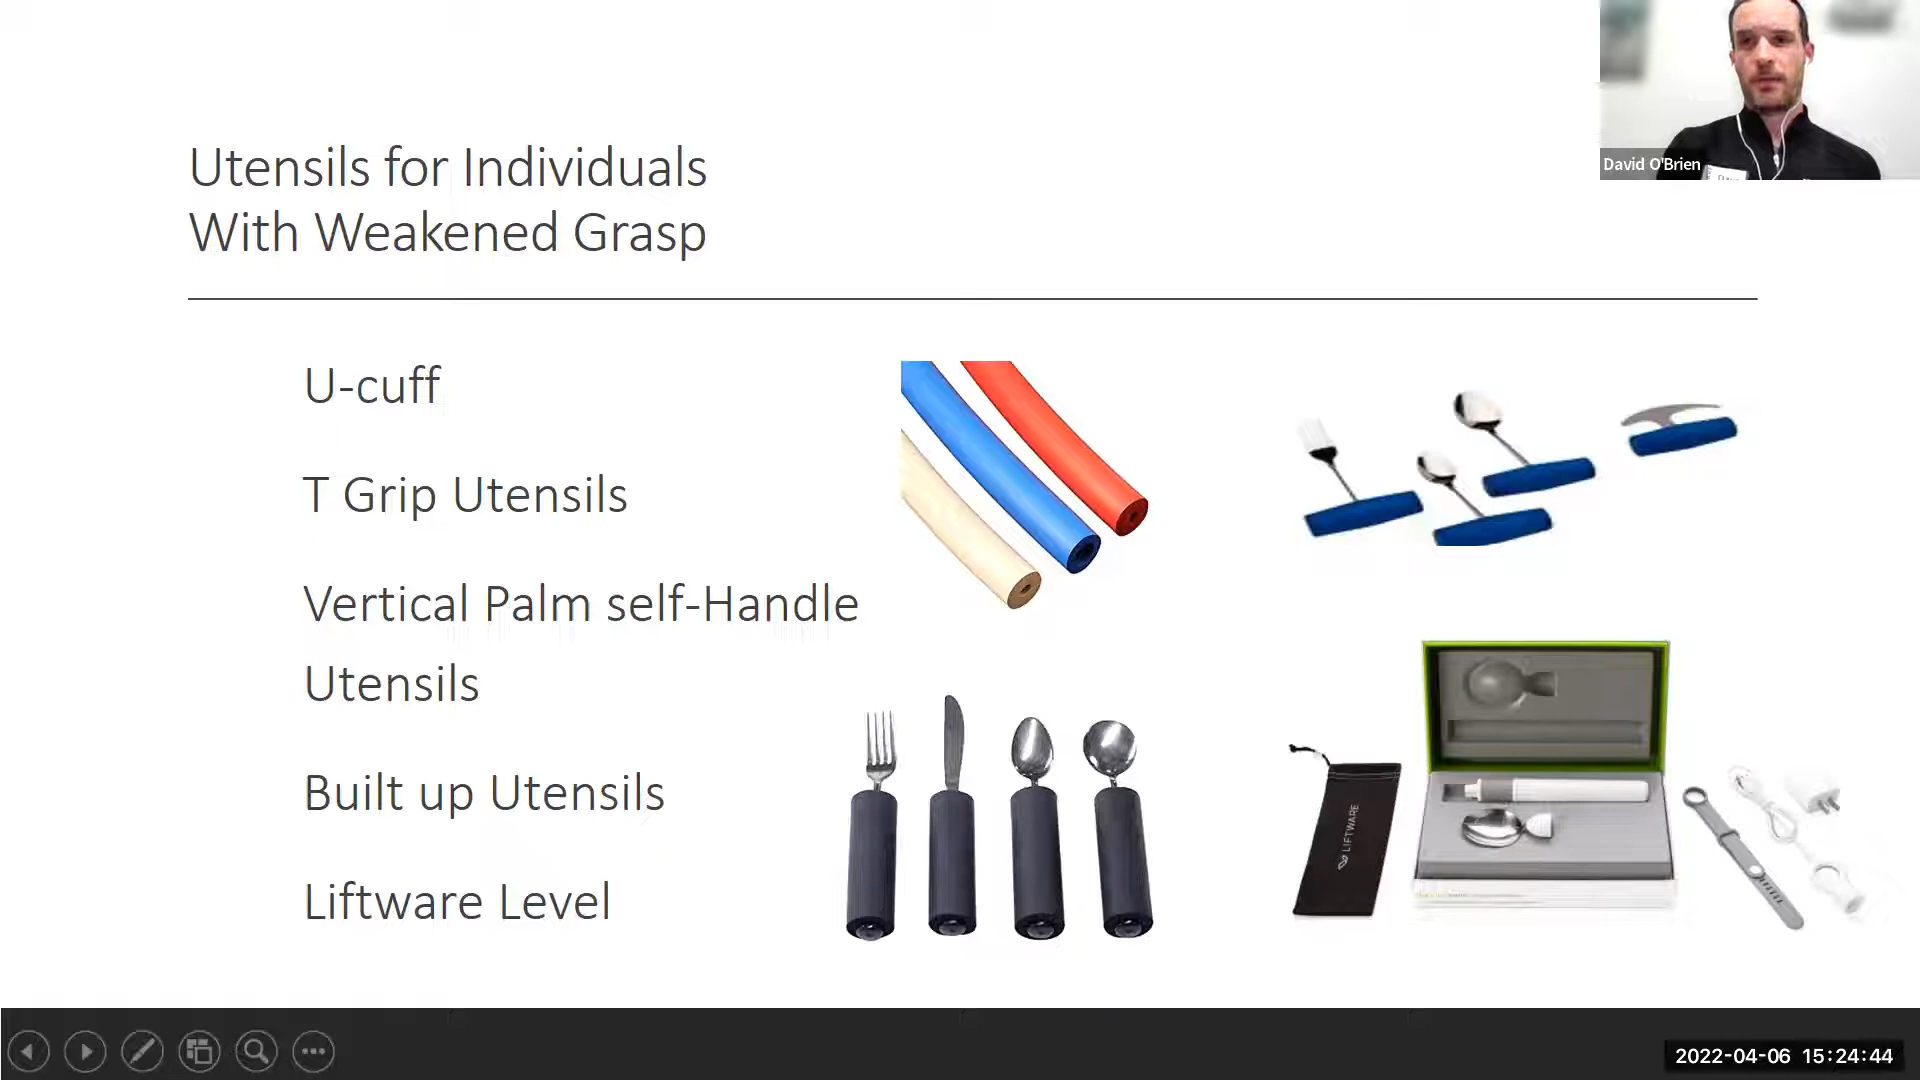 David O'Brien
Utensils for Individuals
With Weakened Grasp
U-cuff
T Grip Utensils
Vertical Palm self-Handle
Utensils
Built up Utensils
Liftware Level
LIFTWARE
2022-04-06 15:24:44